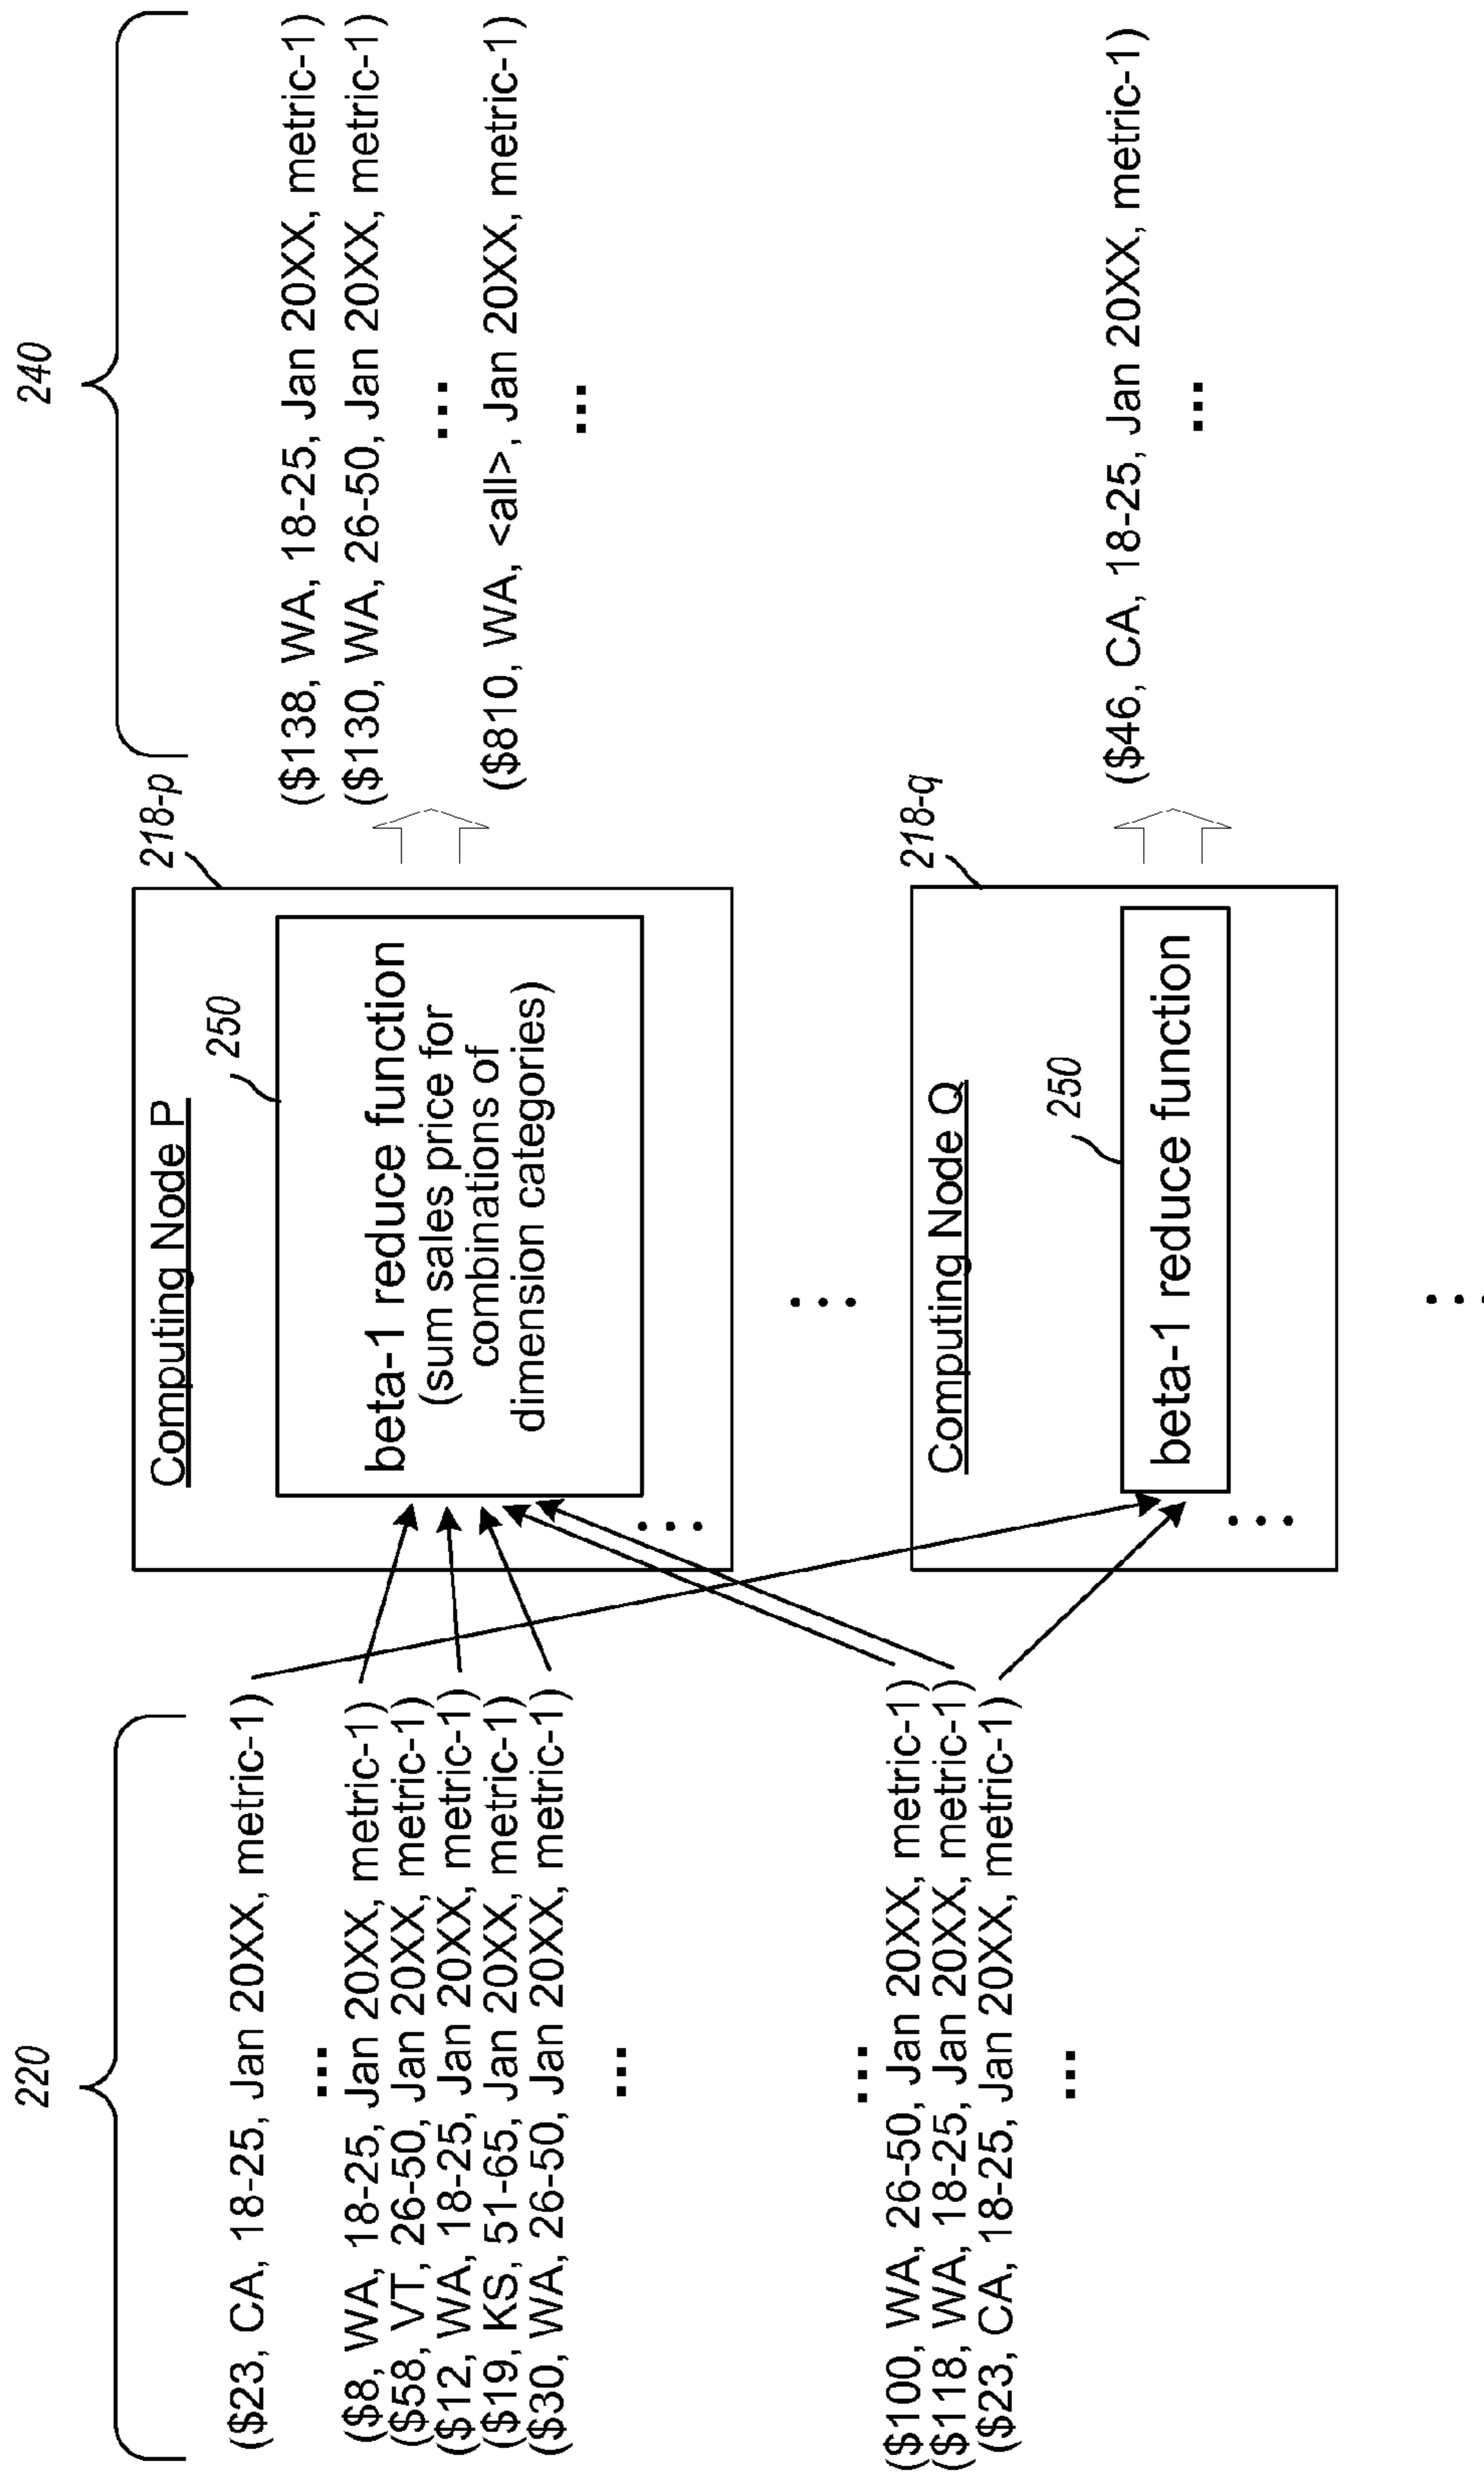 220
($23, CA, 18-25, Jan 20XX, metric-1)
...
($8, WA, 18-25, Jan 20XX, metric-1)
($58, VT, 26-50, Jan 20XX, metric-1)
($12, WA, 18-25, Jan 20XX, metric-1)
($19, KS, 51-65, Jan 20XX, metric-1)
($30, WA, 26-50, Jan 20XX, metric-1)
...
...
($100, WA, 26-50, Jan 20XX, metric-1)
($118, WA, 18-25, Jan 20XX, metric-1)
($23, CA, 18-25, Jan 20XX, metric-1)
...
218-p
Computing Node P
250
beta-1 reduce function
(sum sales price for
combinations of
dimension categories)
...
...
218-q
Computing Node Q
250
beta-1 reduce function
...
...
240
($138, WA, 18-25, Jan 20XX, metric-1)
($130, WA, 26-50, Jan 20XX, metric-1)
...
($810, WA, <all>, Jan 20XX, metric-1)
...
($46, CA, 18-25, Jan 20XX, metric-1)
...